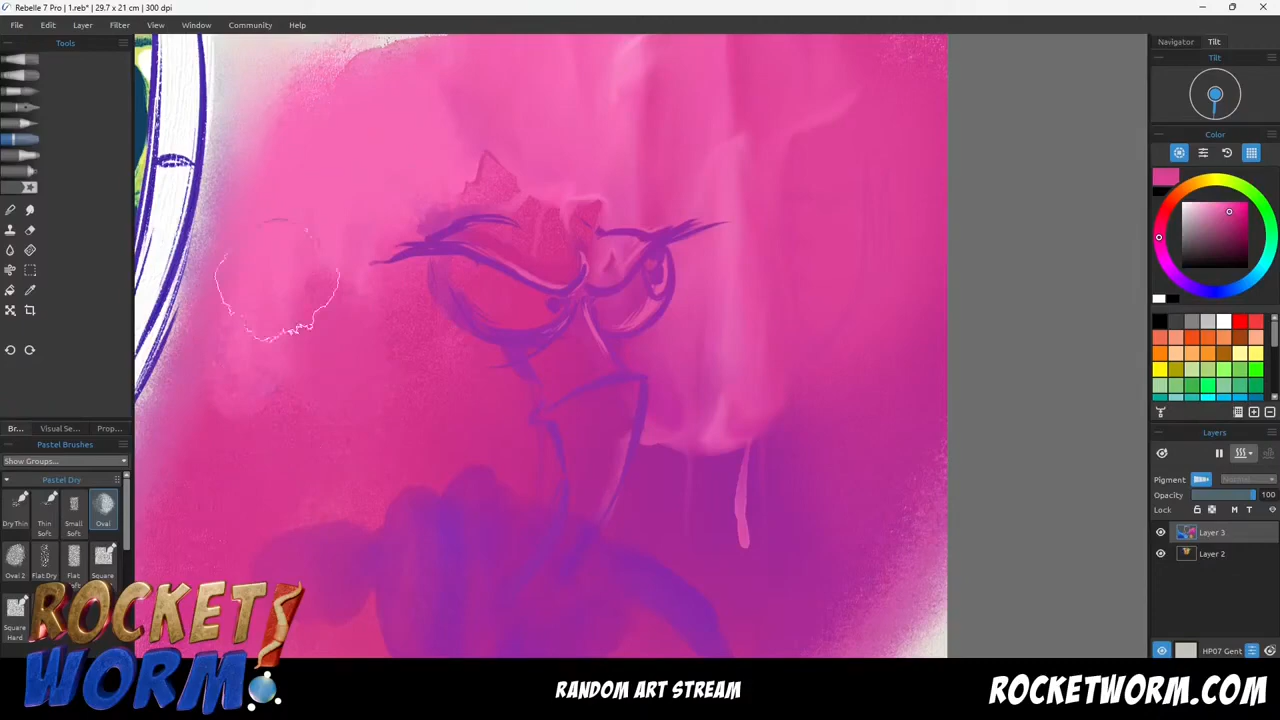 Rebelle 7 Pro | 1.reb* | 29.7 x 21 cm | 300 dpi
File Edit Layer Filter View Window Community Help
Tools
Navigator Tilt
Tilt
Color
Br... Visual Se... Prop...
Pastel Brushes
Show Groups...
Pastel Dry
Dry Thin Thin Soft Small Soft Oval
Oval 2 Flat Dry Flat Square
Square Hard
Layers
Pigment
Opacity 100
Lock M T
Layer 3
Layer 2
HP07 Gent
ROCKET
WORM!
RANDOM ART STREAM
ROCKETWORM.COM